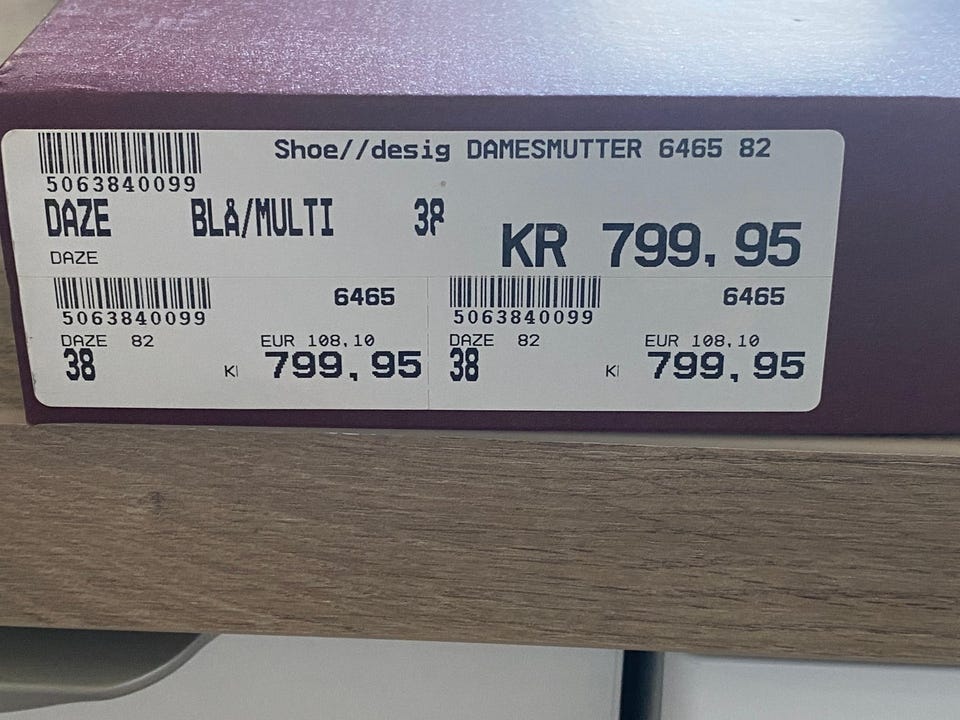 Shoe//desig DAMESMUTTER 6465 82
5063840099
DAZE BLÅ/MULTI 38
KR 799,95
DAZE
6465
5063840099
DAZE 82 EUR 108,10
38 K 799,95
6465
5063840099
DAZE 82 EUR 108,10
38 K 799,95